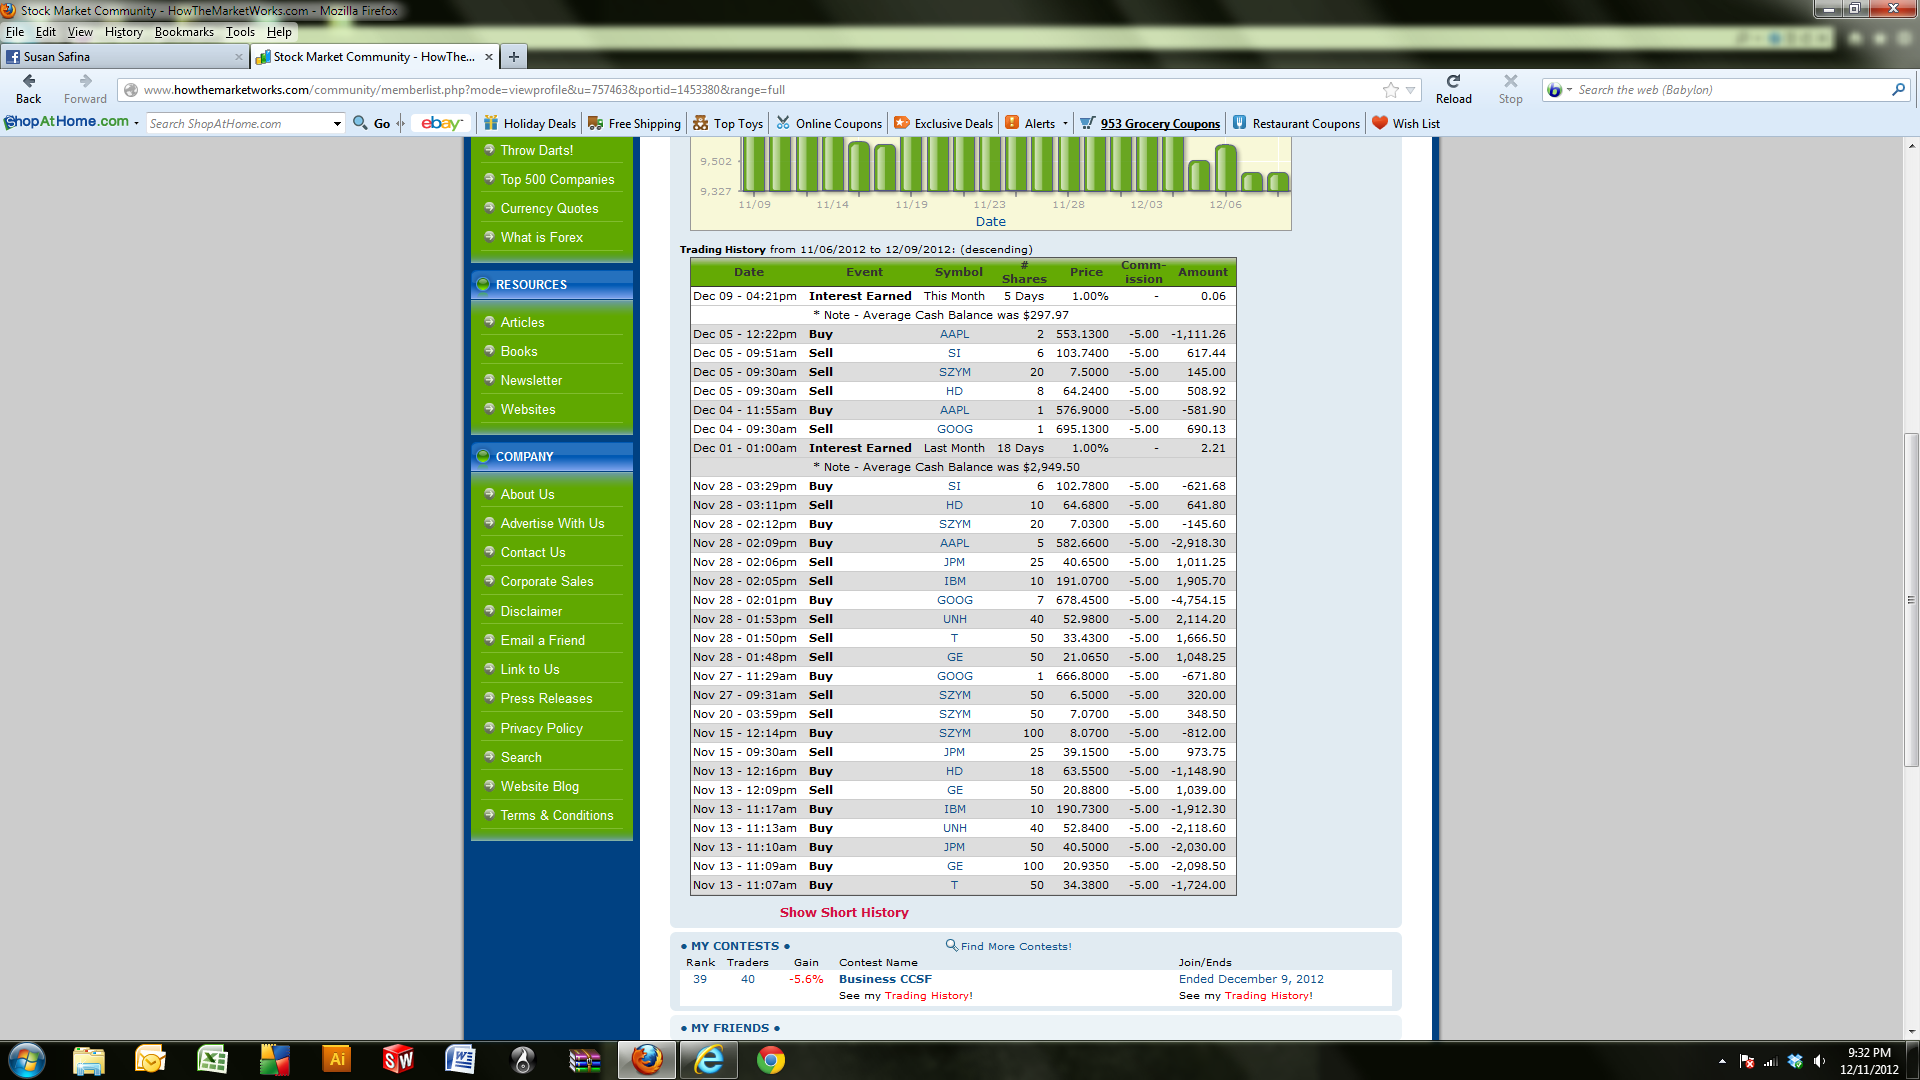 Stock Market Community - HowTheMarketWorks.com - Mozilla Firefox
File Edit View History Bookmarks Tools Help
Susan Safina
Stock Market Community - HowThe...
Back Forward www.howthemarketworks.com/community/memberlist.php?mode=viewprofile&u=757463&portid=1453380&range=full Reload Stop Search the web (Babylon)
ShopAtHome.com Search ShopAtHome.com Go ebay Holiday Deals Free Shipping Top Toys Online Coupons Exclusive Deals Alerts 953 Grocery Coupons Restaurant Coupons Wish List
Throw Darts!
Top 500 Companies
Currency Quotes
What is Forex
RESOURCES
Articles
Books
Newsletter
Websites
COMPANY
About Us
Advertise With Us
Contact Us
Corporate Sales
Disclaimer
Email a Friend
Link to Us
Press Releases
Privacy Policy
Search
Website Blog
Terms & Conditions
9,502
9,327
11/09 11/14 11/19 11/23 11/28 12/03 12/06
Date
Trading History from 11/06/2012 to 12/09/2012: (descending)
Date Event Symbol # Shares Price Comm-ission Amount
Dec 09 - 04:21pm Interest Earned This Month 5 Days 1.00% - 0.06
* Note - Average Cash Balance was $297.97
Dec 05 - 12:22pm Buy AAPL 2 553.1300 -5.00 -1,111.26
Dec 05 - 09:51am Sell SI 6 103.7400 -5.00 617.44
Dec 05 - 09:30am Sell SZYM 20 7.5000 -5.00 145.00
Dec 05 - 09:30am Sell HD 8 64.2400 -5.00 508.92
Dec 04 - 11:55am Buy AAPL 1 576.9000 -5.00 -581.90
Dec 04 - 09:30am Sell GOOG 1 695.1300 -5.00 690.13
Dec 01 - 01:00am Interest Earned Last Month 18 Days 1.00% - 2.21
* Note - Average Cash Balance was $2,949.50
Nov 28 - 03:29pm Buy SI 6 102.7800 -5.00 -621.68
Nov 28 - 03:11pm Sell HD 10 64.6800 -5.00 641.80
Nov 28 - 02:12pm Buy SZYM 20 7.0300 -5.00 -145.60
Nov 28 - 02:09pm Buy AAPL 5 582.6600 -5.00 -2,918.30
Nov 28 - 02:06pm Sell JPM 25 40.6500 -5.00 1,011.25
Nov 28 - 02:05pm Sell IBM 10 191.0700 -5.00 1,905.70
Nov 28 - 02:01pm Buy GOOG 7 678.4500 -5.00 -4,754.15
Nov 28 - 01:53pm Sell UNH 40 52.9800 -5.00 2,114.20
Nov 28 - 01:50pm Sell T 50 33.4300 -5.00 1,666.50
Nov 28 - 01:48pm Sell GE 50 21.0650 -5.00 1,048.25
Nov 27 - 11:29am Buy GOOG 1 666.8000 -5.00 -671.80
Nov 27 - 09:31am Sell SZYM 50 6.5000 -5.00 320.00
Nov 20 - 03:59pm Sell SZYM 50 7.0700 -5.00 348.50
Nov 15 - 12:14pm Buy SZYM 100 8.0700 -5.00 -812.00
Nov 15 - 09:30am Sell JPM 25 39.1500 -5.00 973.75
Nov 13 - 12:16pm Buy HD 18 63.5500 -5.00 -1,148.90
Nov 13 - 12:09pm Sell GE 50 20.8800 -5.00 1,039.00
Nov 13 - 11:17am Buy IBM 10 190.7300 -5.00 -1,912.30
Nov 13 - 11:13am Buy UNH 40 52.8400 -5.00 -2,118.60
Nov 13 - 11:10am Buy JPM 50 40.5000 -5.00 -2,030.00
Nov 13 - 11:09am Buy GE 100 20.9350 -5.00 -2,098.50
Nov 13 - 11:07am Buy T 50 34.3800 -5.00 -1,724.00
Show Short History
• MY CONTESTS • Find More Contests!
Rank Traders Gain Contest Name Join/Ends
39 40 -5.6% Business CCSF Ended December 9, 2012
See my Trading History! See my Trading History!
• MY FRIENDS •
Ai SW W
9:32 PM
12/11/2012